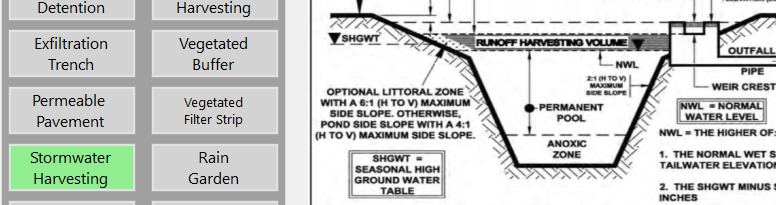 Detention
Harvesting
Exfiltration
Trench
Vegetated
Buffer
Permeable
Pavement
Vegetated
Filter Strip
Stormwater
Harvesting
Rain
Garden
SHGWT
RUNOFF HARVESTING VOLUME
OUTFALL
PIPE
NWL
WEIR CREST
2:1 (H TO V)
MAXIMUM
SIDE SLOPE
OPTIONAL LITTORAL ZONE
WITH A 6:1 (H TO V) MAXIMUM
SIDE SLOPE. OTHERWISE,
POND SIDE SLOPE WITH A 4:1
(H TO V) MAXIMUM SIDE SLOPE.
PERMANENT
POOL
ANOXIC
ZONE
SHGWT =
SEASONAL HIGH
GROUND WATER
TABLE
NWL = NORMAL
WATER LEVEL
NWL = THE HIGHER OF:
1. THE NORMAL WET S
TAILWATER ELEVATIO
2. THE SHGWT MINUS
INCHES